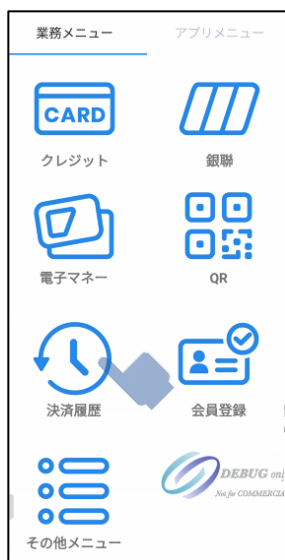 業務メニュー アプリメニュー
CARD
クレジット 銀聯
電子マネー QR
決済履歴 会員登録
DEBUG only
Not for COMMERCIA
その他メニュー